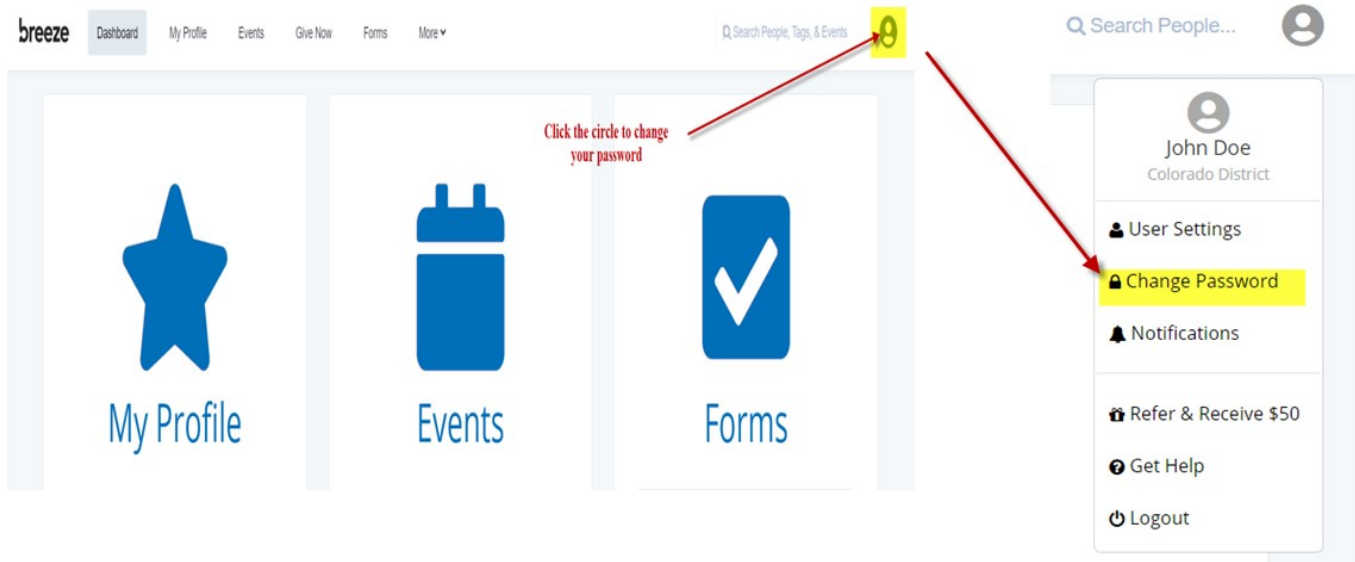 breeze Dashboard My Profile Events Give Now Forms More Search People, Tags, & Events
Click the circle to change
your password
My Profile Events Forms
Search People...
John Doe
Colorado District
User Settings
Change Password
Notifications
Refer & Receive $50
Get Help
Logout